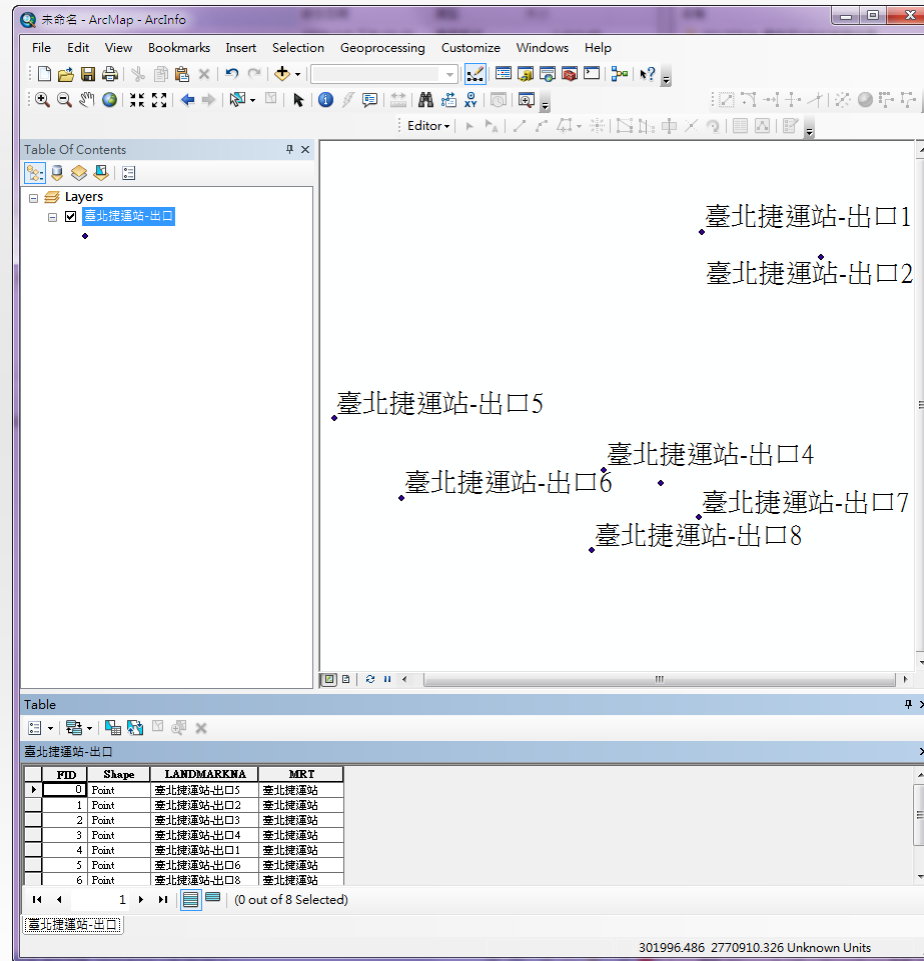 未命名 - ArcMap - ArcInfo
File Edit View Bookmarks Insert Selection Geoprocessing Customize Windows Help
Editor
Table Of Contents
Layers
臺北捷運站-出口
臺北捷運站-出口1
臺北捷運站-出口2
臺北捷運站-出口5
臺北捷運站-出口4
臺北捷運站-出口6
臺北捷運站-出口7
臺北捷運站-出口8
Table
臺北捷運站-出口
FID Shape LANDMARKNA MRT
0 Point 臺北捷運站-出口5 臺北捷運站
1 Point 臺北捷運站-出口2 臺北捷運站
2 Point 臺北捷運站-出口3 臺北捷運站
3 Point 臺北捷運站-出口4 臺北捷運站
4 Point 臺北捷運站-出口1 臺北捷運站
5 Point 臺北捷運站-出口6 臺北捷運站
6 Point 臺北捷運站-出口8 臺北捷運站
1 (0 out of 8 Selected)
臺北捷運站-出口
301996.486 2770910.326 Unknown Units